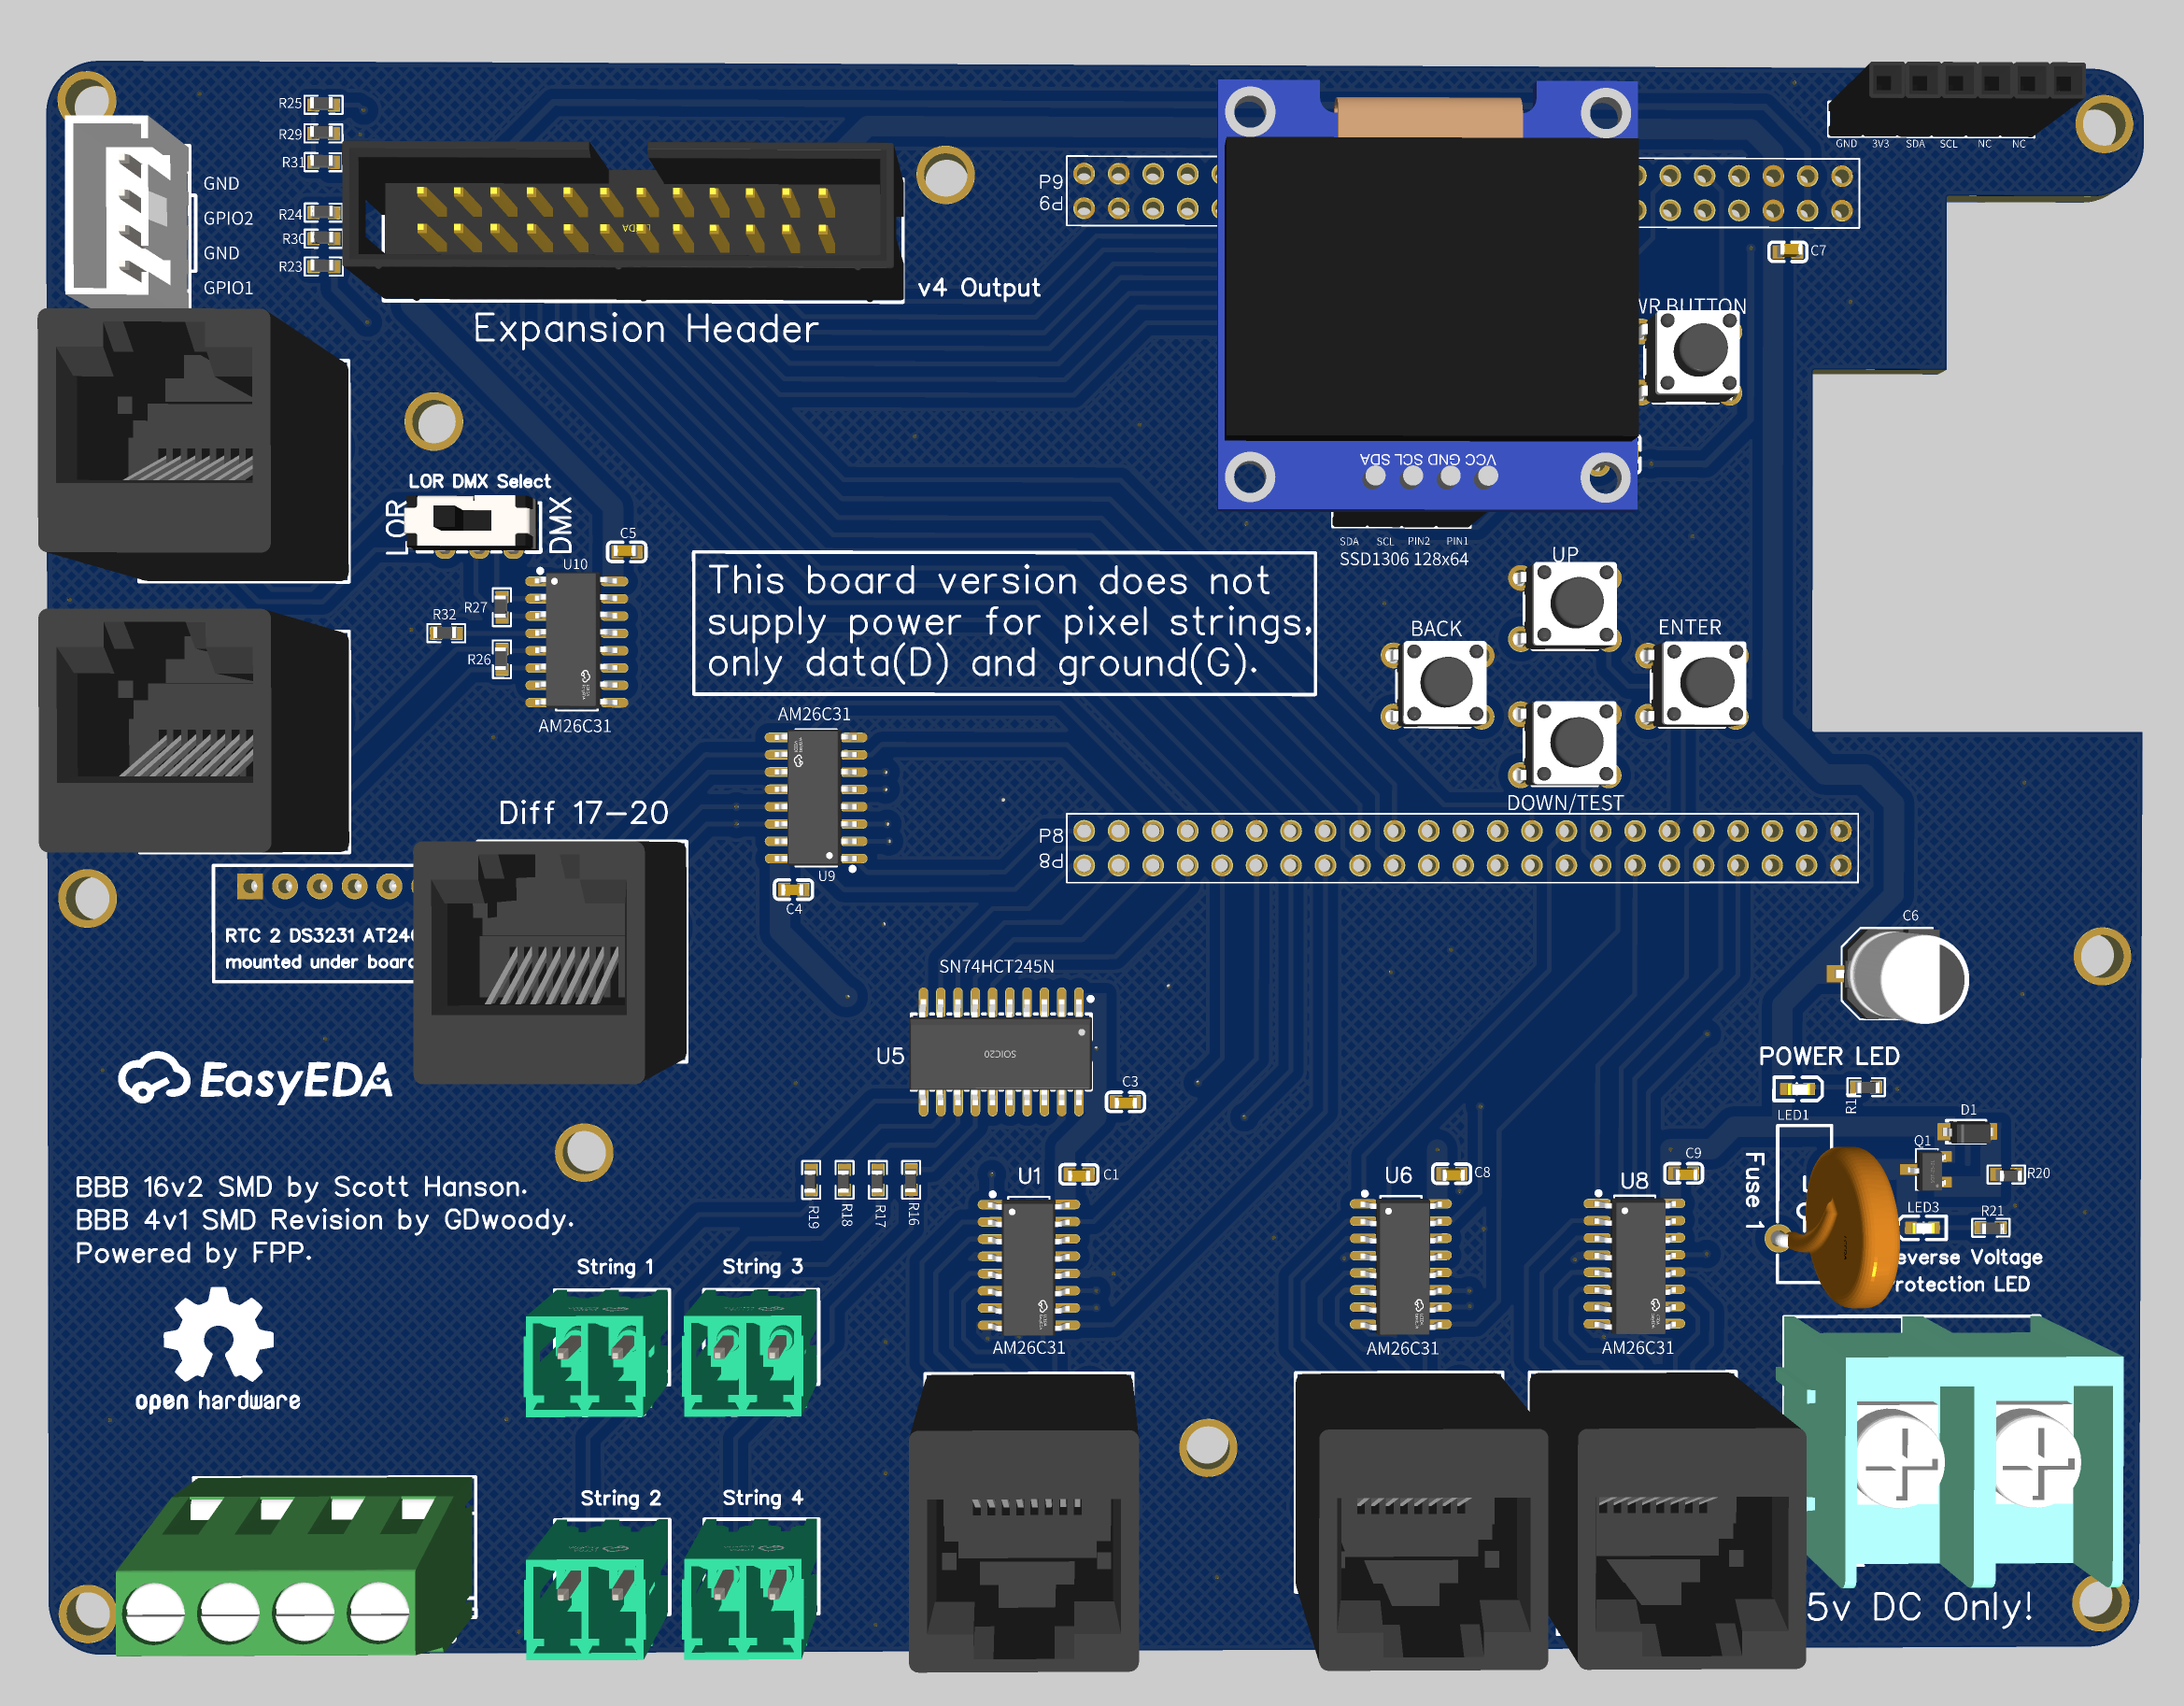 R25
R29
R31
GND
GPIO2
GND
GPIO1
R24
R30
R23
v4 Output
Expansion Header
P9
P9
GND 3V3 SDA SCL NC NC
C7
WR BUTTON
VCC GND SCL SDA
SDA SCL PIN2 PIN1
SSD1306 128x64
LOR DMX Select
LOR
DMX
C5
U10
R27
R32
R26
AM26C31
This board version does not
supply power for pixel strings,
only data(D) and ground(G).
UP
BACK
ENTER
DOWN/TEST
AM26C31
U9
C4
Diff 17-20
P8
P8
RTC 2 DS3231 AT24
mounted under boar
C6
SN74HCT245N
U5
SOIC20
C3
EasyEDA
POWER LED
LED1
R1
D1
Q1
R20
Fuse 1
LED3
R21
everse Voltage
rotection LED
BBB 16v2 SMD by Scott Hanson.
BBB 4v1 SMD Revision by GDwoody.
Powered by FPP.
R19
R18
R17
R16
U1
C1
U6
C8
U8
C9
AM26C31
AM26C31
AM26C31
open hardware
String 1
String 3
String 2
String 4
5v DC Only!